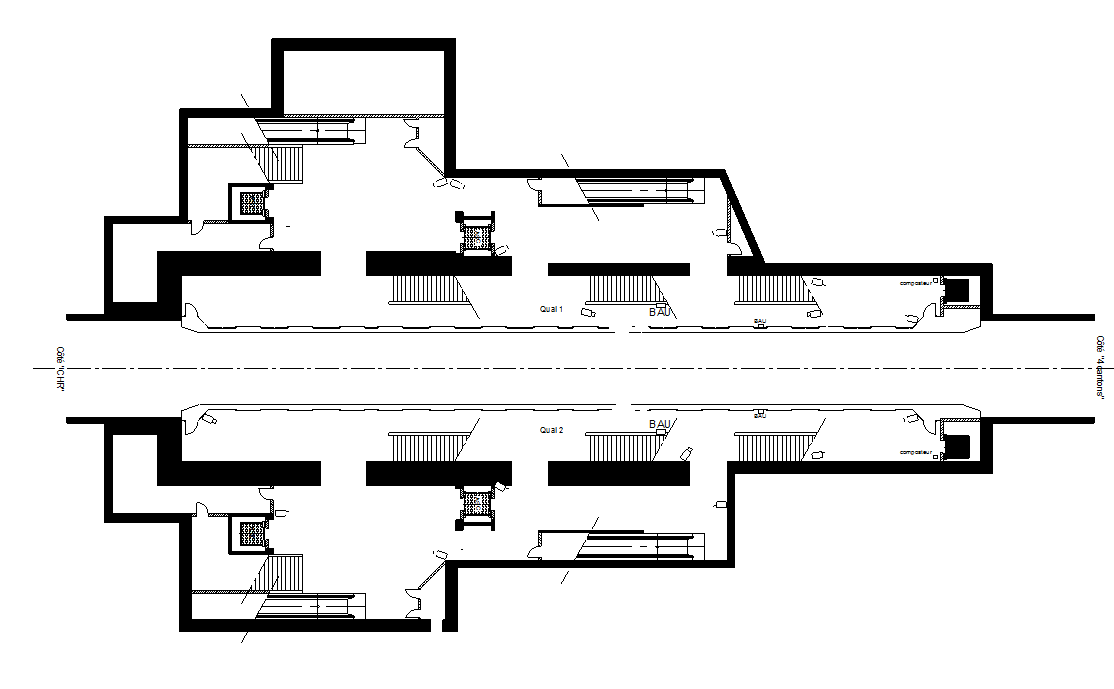 composteur
Quai 1
BAU
BAU
Côté "CHR"
Côté "4 cantons"
BAU
BAU
Quai 2
composteur